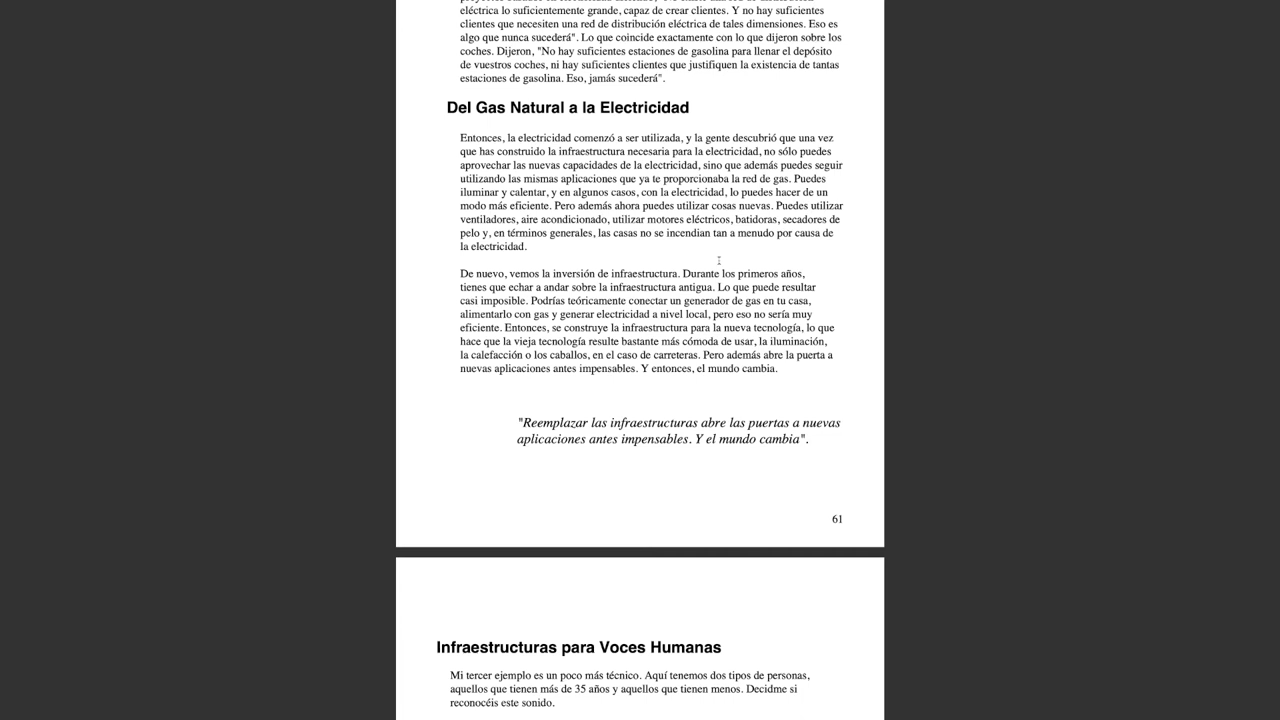 eléctrica lo suficientemente grande, capaz de crear clientes. Y no hay suficientes
clientes que necesiten una red de distribución eléctrica de tales dimensiones. Eso es
algo que nunca sucederá". Lo que coincide exactamente con lo que dijeron sobre los
coches. Dijeron, "No hay suficientes estaciones de gasolina para llenar el depósito
de vuestros coches, ni hay suficientes clientes que justifiquen la existencia de tantas
estaciones de gasolina. Eso, jamás sucederá".
Del Gas Natural a la Electricidad
Entonces, la electricidad comenzó a ser utilizada, y la gente descubrió que una vez
que has construido la infraestructura necesaria para la electricidad, no sólo puedes
aprovechar las nuevas capacidades de la electricidad, sino que además puedes seguir
utilizando las mismas aplicaciones que ya te proporcionaba la red de gas. Puedes
iluminar y calentar, y en algunos casos, con la electricidad, lo puedes hacer de un
modo más eficiente. Pero además ahora puedes utilizar cosas nuevas. Puedes utilizar
ventiladores, aire acondicionado, utilizar motores eléctricos, batidoras, secadores de
pelo y, en términos generales, las casas no se incendian tan a menudo por causa de
la electricidad.
De nuevo, vemos la inversión de infraestructura. Durante los primeros años,
tienes que echar a andar sobre la infraestructura antigua. Lo que puede resultar
casi imposible. Podrías teóricamente conectar un generador de gas en tu casa,
alimentarlo con gas y generar electricidad a nivel local, pero eso no sería muy
eficiente. Entonces, se construye la infraestructura para la nueva tecnología, lo que
hace que la vieja tecnología resulte bastante más cómoda de usar, la iluminación,
la calefacción o los caballos, en el caso de carreteras. Pero además abre la puerta a
nuevas aplicaciones antes impensables. Y entonces, el mundo cambia.
"Reemplazar las infraestructuras abre las puertas a nuevas
aplicaciones antes impensables. Y el mundo cambia".
61
Infraestructuras para Voces Humanas
Mi tercer ejemplo es un poco más técnico. Aquí tenemos dos tipos de personas,
aquellos que tienen más de 35 años y aquellos que tienen menos. Decidme si
reconocéis este sonido.